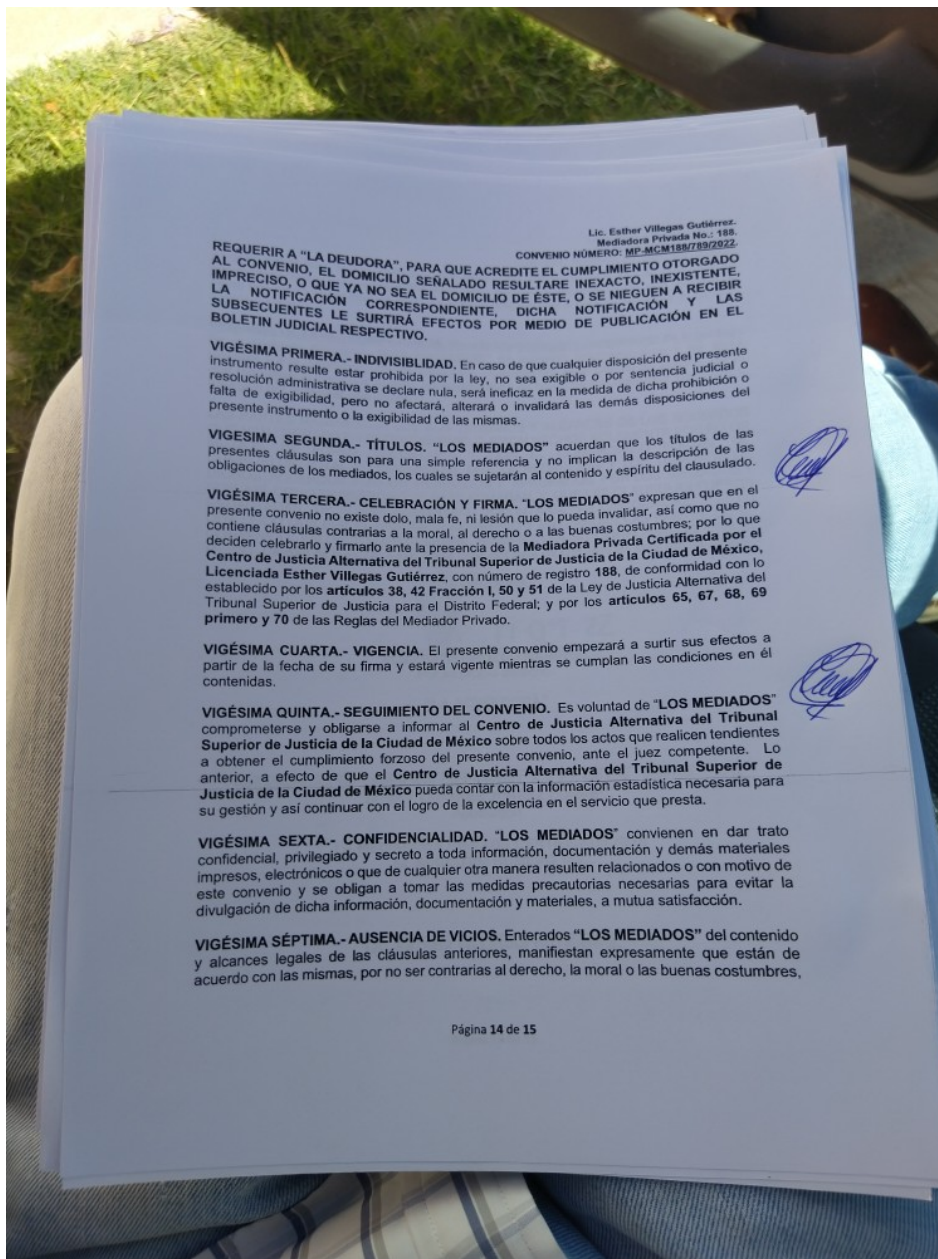 Lic. Esther Villegas Gutiérrez.
Mediadora Privada No.: 188.
CONVENIO NÚMERO: MP-MCM188/789/2022.
REQUERIR A "LA DEUDORA", PARA QUE ACREDITE EL CUMPLIMIENTO OTORGADO
AL CONVENIO, EL DOMICILIO SEÑALADO RESULTARE INEXACTO, INEXISTENTE,
IMPRECISO, O QUE YA NO SEA EL DOMICILIO DE ÉSTE, O SE NIEGUEN A RECIBIR
LA NOTIFICACIÓN CORRESPONDIENTE, DICHA NOTIFICACIÓN Y LAS
SUBSECUENTES LE SURTIRÁ EFECTOS POR MEDIO DE PUBLICACIÓN EN EL
BOLETIN JUDICIAL RESPECTIVO.
VIGÉSIMA PRIMERA.- INDIVISIBLIDAD. En caso de que cualquier disposición del presente
instrumento resulte estar prohibida por la ley, no sea exigible o por sentencia judicial o
resolución administrativa se declare nula, será ineficaz en la medida de dicha prohibición o
falta de exigibilidad, pero no afectará, alterará o invalidará las demás disposiciones del
presente instrumento o la exigibilidad de las mismas.
VIGESIMA SEGUNDA.- TÍTULOS. "LOS MEDIADOS" acuerdan que los títulos de las
presentes cláusulas son para una simple referencia y no implican la descripción de las
obligaciones de los mediados, los cuales se sujetarán al contenido y espíritu del clausulado.
VIGÉSIMA TERCERA.- CELEBRACIÓN Y FIRMA. "LOS MEDIADOS" expresan que en el
presente convenio no existe dolo, mala fe, ni lesión que lo pueda invalidar, así como que no
contiene cláusulas contrarias a la moral, al derecho o a las buenas costumbres; por lo que
deciden celebrarlo y firmarlo ante la presencia de la Mediadora Privada Certificada por el
Centro de Justicia Alternativa del Tribunal Superior de Justicia de la Ciudad de México,
Licenciada Esther Villegas Gutiérrez, con número de registro 188, de conformidad con lo
establecido por los artículos 38, 42 Fracción I, 50 y 51 de la Ley de Justicia Alternativa del
Tribunal Superior de Justicia para el Distrito Federal; y por los artículos 65, 67, 68, 69
primero y 70 de las Reglas del Mediador Privado.
VIGÉSIMA CUARTA.- VIGENCIA. El presente convenio empezará a surtir sus efectos a
partir de la fecha de su firma y estará vigente mientras se cumplan las condiciones en él
contenidas.
VIGÉSIMA QUINTA.- SEGUIMIENTO DEL CONVENIO. Es voluntad de "LOS MEDIADOS"
comprometerse y obligarse a informar al Centro de Justicia Alternativa del Tribunal
Superior de Justicia de la Ciudad de México sobre todos los actos que realicen tendientes
a obtener el cumplimiento forzoso del presente convenio, ante el juez competente. Lo
anterior, a efecto de que el Centro de Justicia Alternativa del Tribunal Superior de
Justicia de la Ciudad de México pueda contar con la información estadística necesaria para
su gestión y así continuar con el logro de la excelencia en el servicio que presta.
VIGÉSIMA SEXTA.- CONFIDENCIALIDAD. "LOS MEDIADOS" convienen en dar trato
confidencial, privilegiado y secreto a toda información, documentación y demás materiales
impresos, electrónicos o que de cualquier otra manera resulten relacionados o con motivo de
este convenio y se obligan a tomar las medidas precautorias necesarias para evitar la
divulgación de dicha información, documentación y materiales, a mutua satisfacción.
VIGÉSIMA SÉPTIMA.- AUSENCIA DE VICIOS. Enterados "LOS MEDIADOS" del contenido
y alcances legales de las cláusulas anteriores, manifiestan expresamente que están de
acuerdo con las mismas, por no ser contrarias al derecho, la moral o las buenas costumbres,
Página 14 de 15